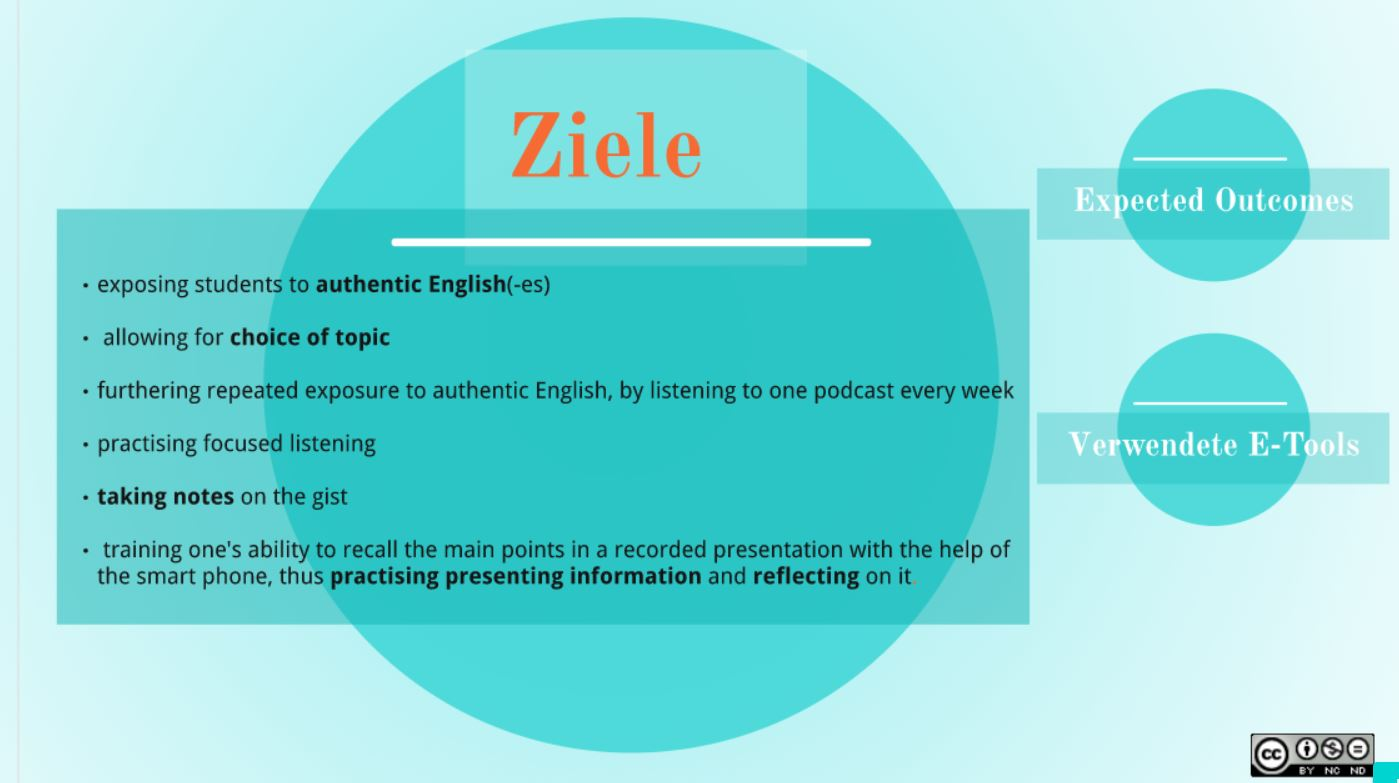 Ziele
• exposing students to authentic English(-es)
• allowing for choice of topic
• furthering repeated exposure to authentic English, by listening to one podcast every week
• practising focused listening
• taking notes on the gist
• training one's ability to recall the main points in a recorded presentation with the help of
the smart phone, thus practising presenting information and reflecting on it.
Expected Outcomes
Verwendete E-Tools
cc
BY NC ND